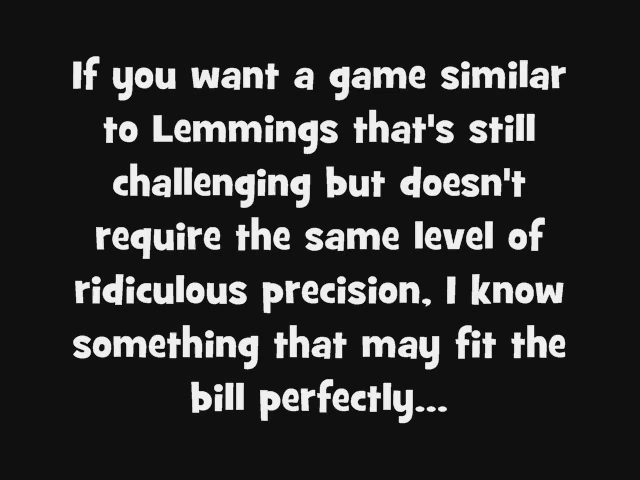 If you want a game similar
to Lemmings that's still
challenging but doesn't
require the same level of
ridiculous precision, I know
something that may fit the
bill perfectly...